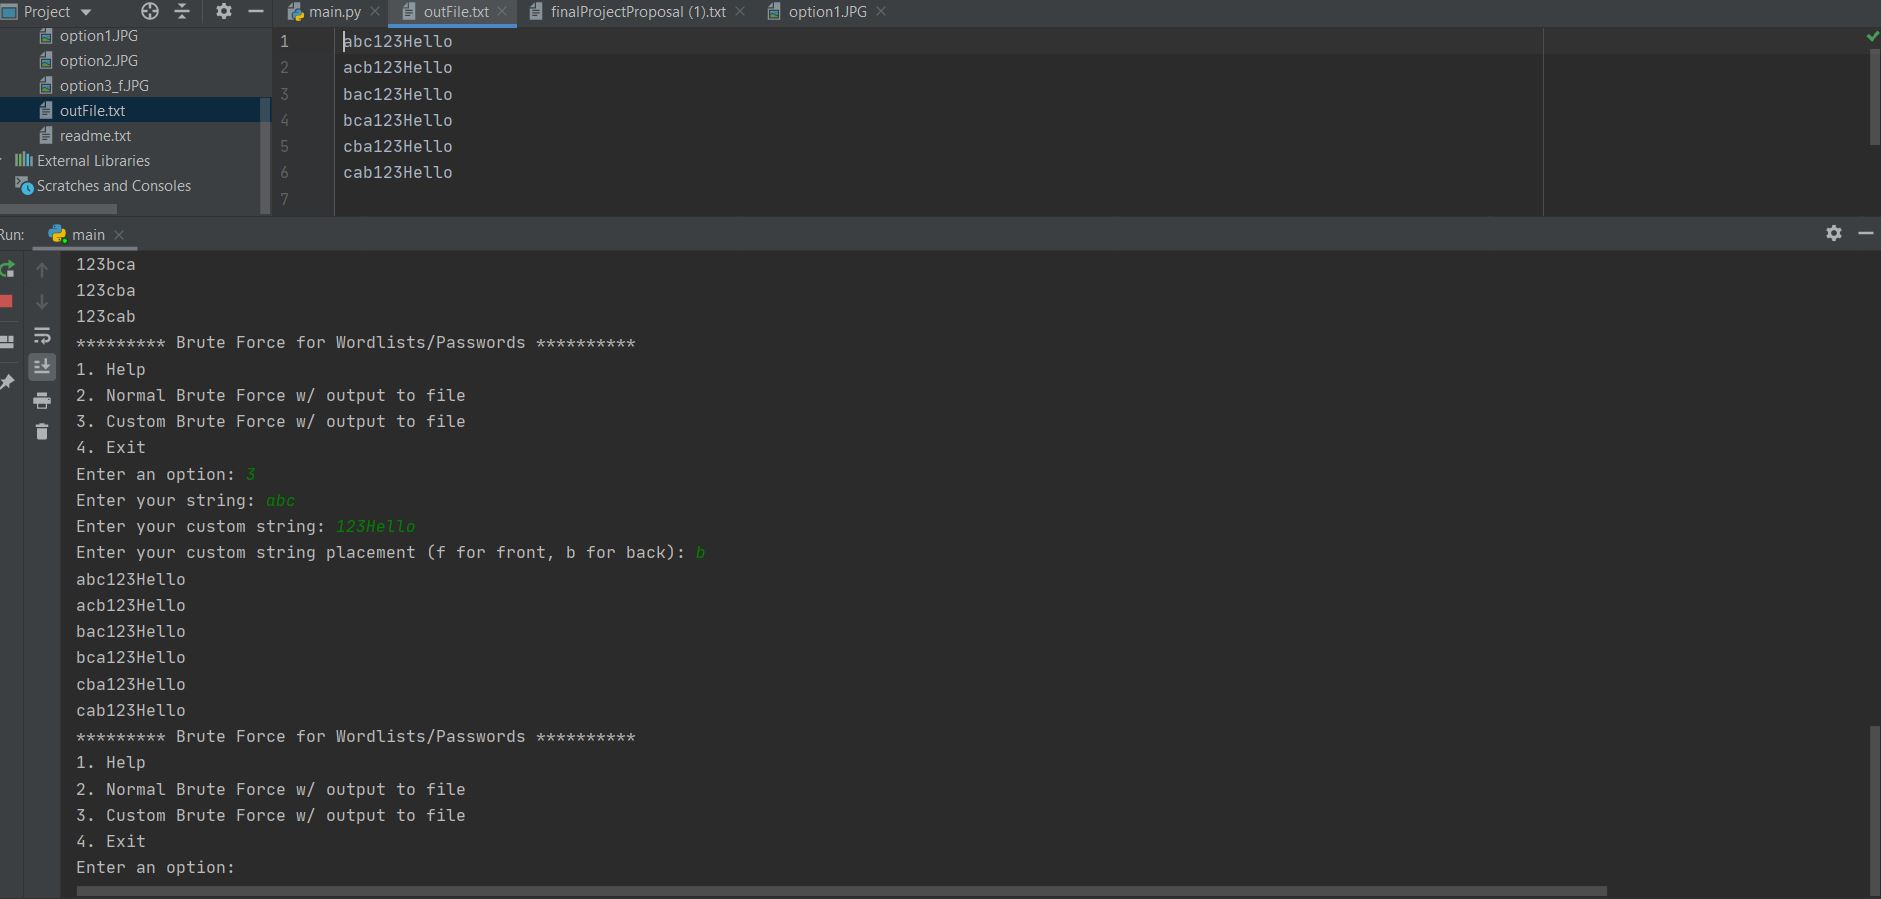 Project
main.py
outFile.txt
finalProjectProposal (1).txt
option1.JPG
option1.JPG
option2.JPG
option3_f.JPG
outFile.txt
readme.txt
External Libraries
Scratches and Consoles
1 abc123Hello
2 acb123Hello
3 bac123Hello
4 bca123Hello
5 cba123Hello
6 cab123Hello
7
Run: main
123bca
123cba
123cab
********* Brute Force for Wordlists/Passwords **********
1. Help
2. Normal Brute Force w/ output to file
3. Custom Brute Force w/ output to file
4. Exit
Enter an option: 3
Enter your string: abc
Enter your custom string: 123Hello
Enter your custom string placement (f for front, b for back): b
abc123Hello
acb123Hello
bac123Hello
bca123Hello
cba123Hello
cab123Hello
********* Brute Force for Wordlists/Passwords **********
1. Help
2. Normal Brute Force w/ output to file
3. Custom Brute Force w/ output to file
4. Exit
Enter an option: